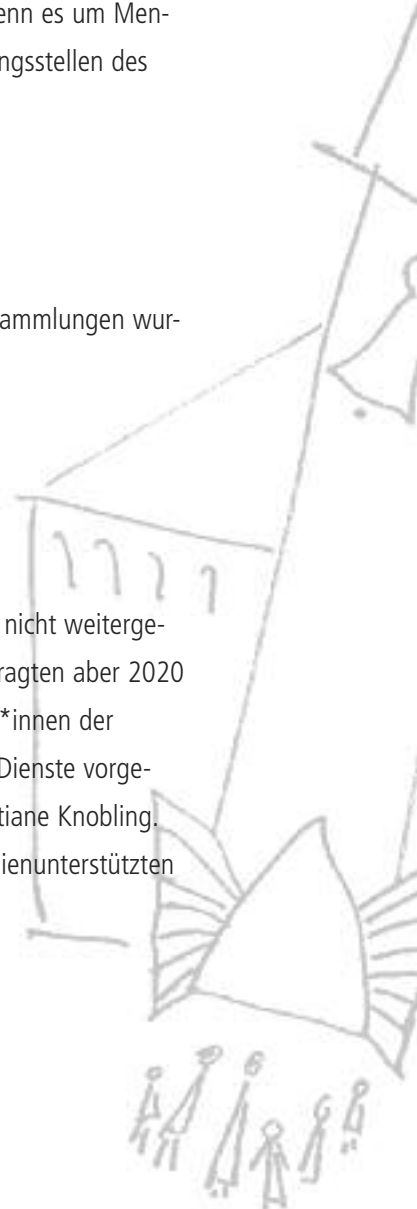 enn es um Men-
ngsstellen des
sammlungen wur-
nicht weiterge-
ragten aber 2020
*innen der
Dienste vorge-
tiane Knobling.
ienunterstützten